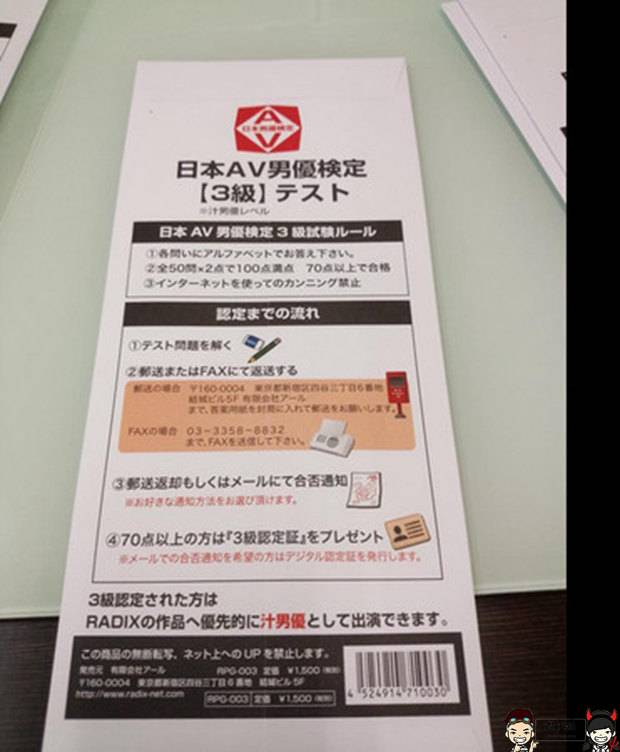 AV
日本男優検定
日本AV男優検定
【3級】テスト
※汁男優レベル
日本 AV 男優検定 3 級試験ルール
①各問いにアルファベットでお答え下さい。
②全50問×2点で100点満点　70点以上で合格
③インターネットを使ってのカンニング禁止
認定までの流れ
①テスト問題を解く
②郵送またはFAXにて返送する
郵送の場合　〒160-0004　東京都新宿区四谷三丁目6番地
結城ビル5F 有限会社アール
まで、答案用紙を封筒に入れて郵送をお願いします。
FAXの場合　03-3358-8832
まで、FAXを送信して下さい。
③郵送返却もしくはメールにて合否通知
※お好きな通知方法をお選び頂けます。
④70点以上の方は『3級認定証』をプレゼント
※メールでの合否通知を希望の方はデジタル認定証を発行します。
3級認定された方は
RADIXの作品へ優先的に汁男優として出演できます。
この商品の無断転写、ネット上への UP を禁止します。
発売元　有限会社アール　RPG-003　定価　¥1,500（税別）
〒160-0004　東京都新宿区四谷三丁目 6 番地　結城ビル 5F
http://www.radix-net.com
RPG-003　定価　¥1,500（税別）
4 524914 710030